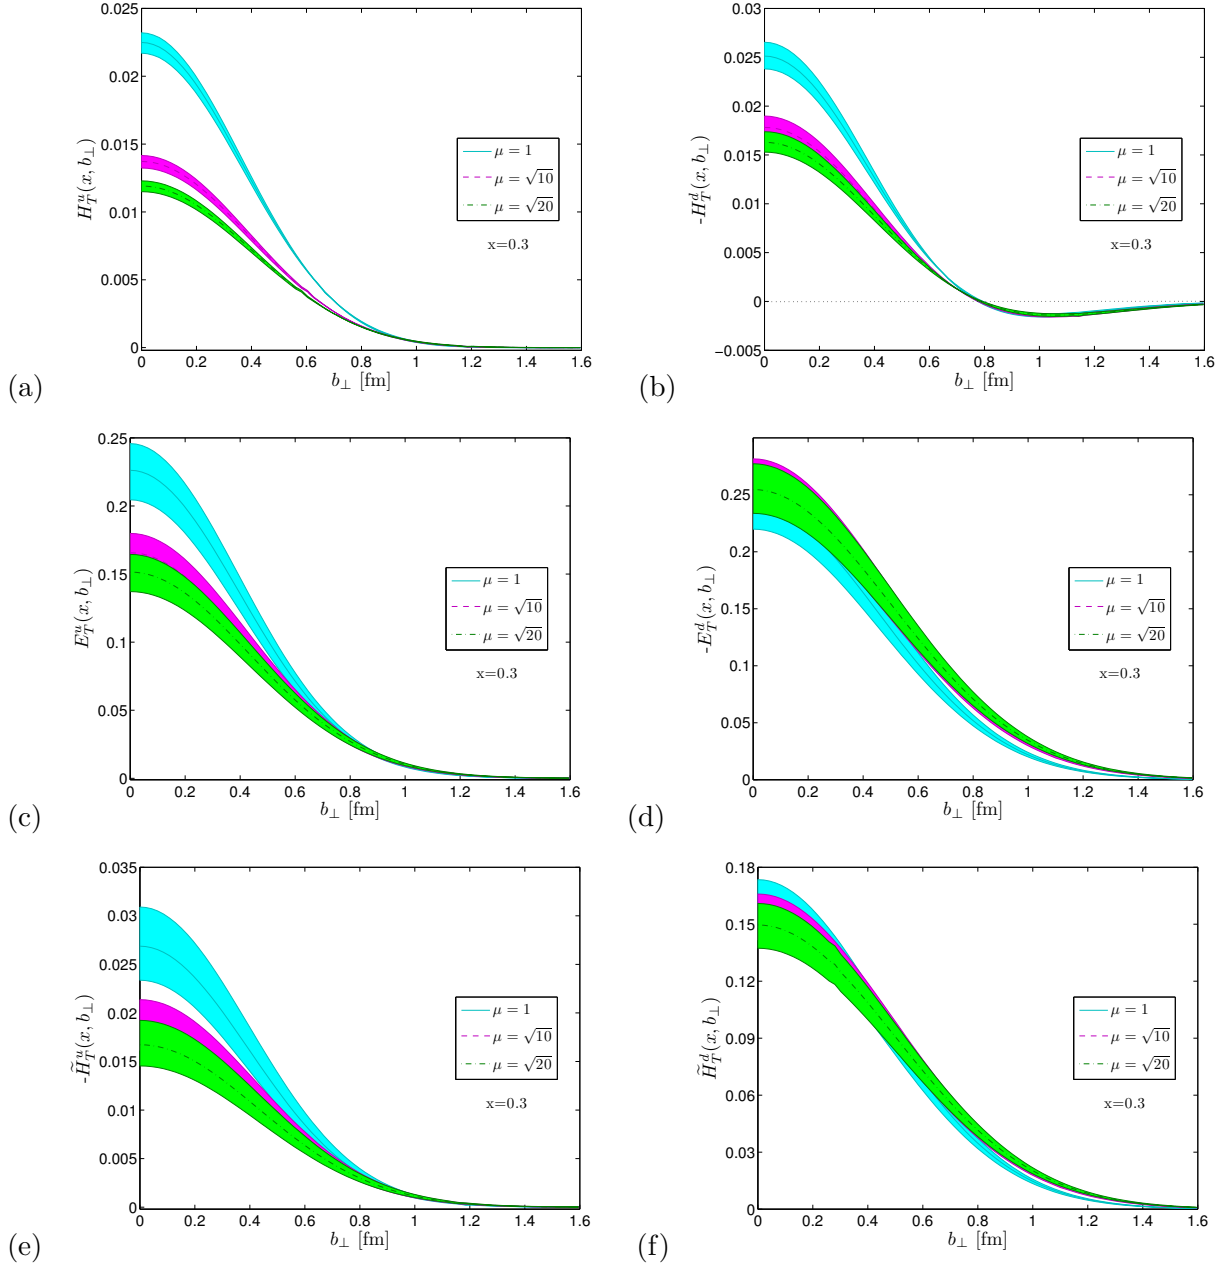 0.025
0.02
0.015
0.01
0.005
0
0 0.2 0.4 0.6 0.8 1 1.2 1.4 1.6
H_T^u(x, b_⊥)
b_⊥ [fm]
μ = 1
μ = √10
μ = √20
x=0.3
(a)
0.03
0.025
0.02
0.015
0.01
0.005
0
−0.005
0 0.2 0.4 0.6 0.8 1 1.2 1.4 1.6
-H_T^d(x, b_⊥)
b_⊥ [fm]
μ = 1
μ = √10
μ = √20
x=0.3
(b)
0.25
0.2
0.15
0.1
0.05
0
0 0.2 0.4 0.6 0.8 1 1.2 1.4 1.6
E_T^u(x, b_⊥)
b_⊥ [fm]
μ = 1
μ = √10
μ = √20
x=0.3
(c)
0.25
0.2
0.15
0.1
0.05
0
0 0.2 0.4 0.6 0.8 1 1.2 1.4 1.6
-E_T^d(x, b_⊥)
b_⊥ [fm]
μ = 1
μ = √10
μ = √20
x=0.3
(d)
0.035
0.03
0.025
0.02
0.015
0.01
0.005
0
0 0.2 0.4 0.6 0.8 1 1.2 1.4 1.6
-H̃_T^u(x, b_⊥)
b_⊥ [fm]
μ = 1
μ = √10
μ = √20
x=0.3
(e)
0.18
0.15
0.12
0.09
0.06
0.03
0
0 0.2 0.4 0.6 0.8 1 1.2 1.4 1.6
H̃_T^d(x, b_⊥)
b_⊥ [fm]
μ = 1
μ = √10
μ = √20
x=0.3
(f)